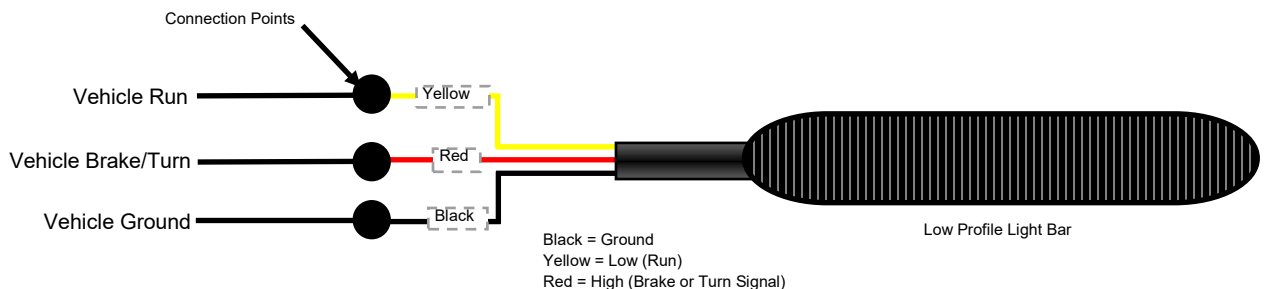 Connection Points
Vehicle Run
Yellow
Vehicle Brake/Turn
Red
Vehicle Ground
Black
Low Profile Light Bar
Black = Ground
Yellow = Low (Run)
Red = High (Brake or Turn Signal)